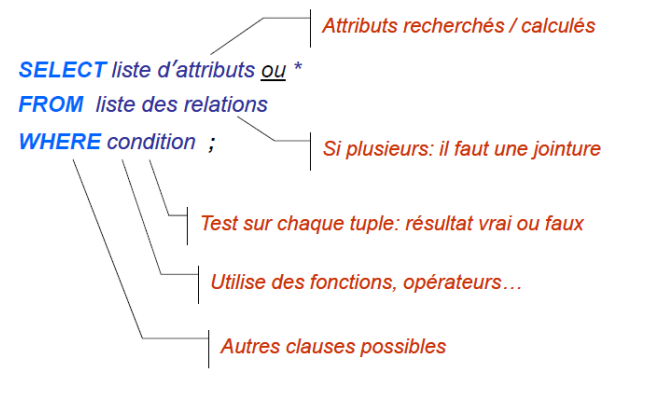 Attributs recherchés / calculés
SELECT liste d'attributs ou *
FROM liste des relations
WHERE condition ;
Si plusieurs: il faut une jointure
Test sur chaque tuple: résultat vrai ou faux
Utilise des fonctions, opérateurs…
Autres clauses possibles